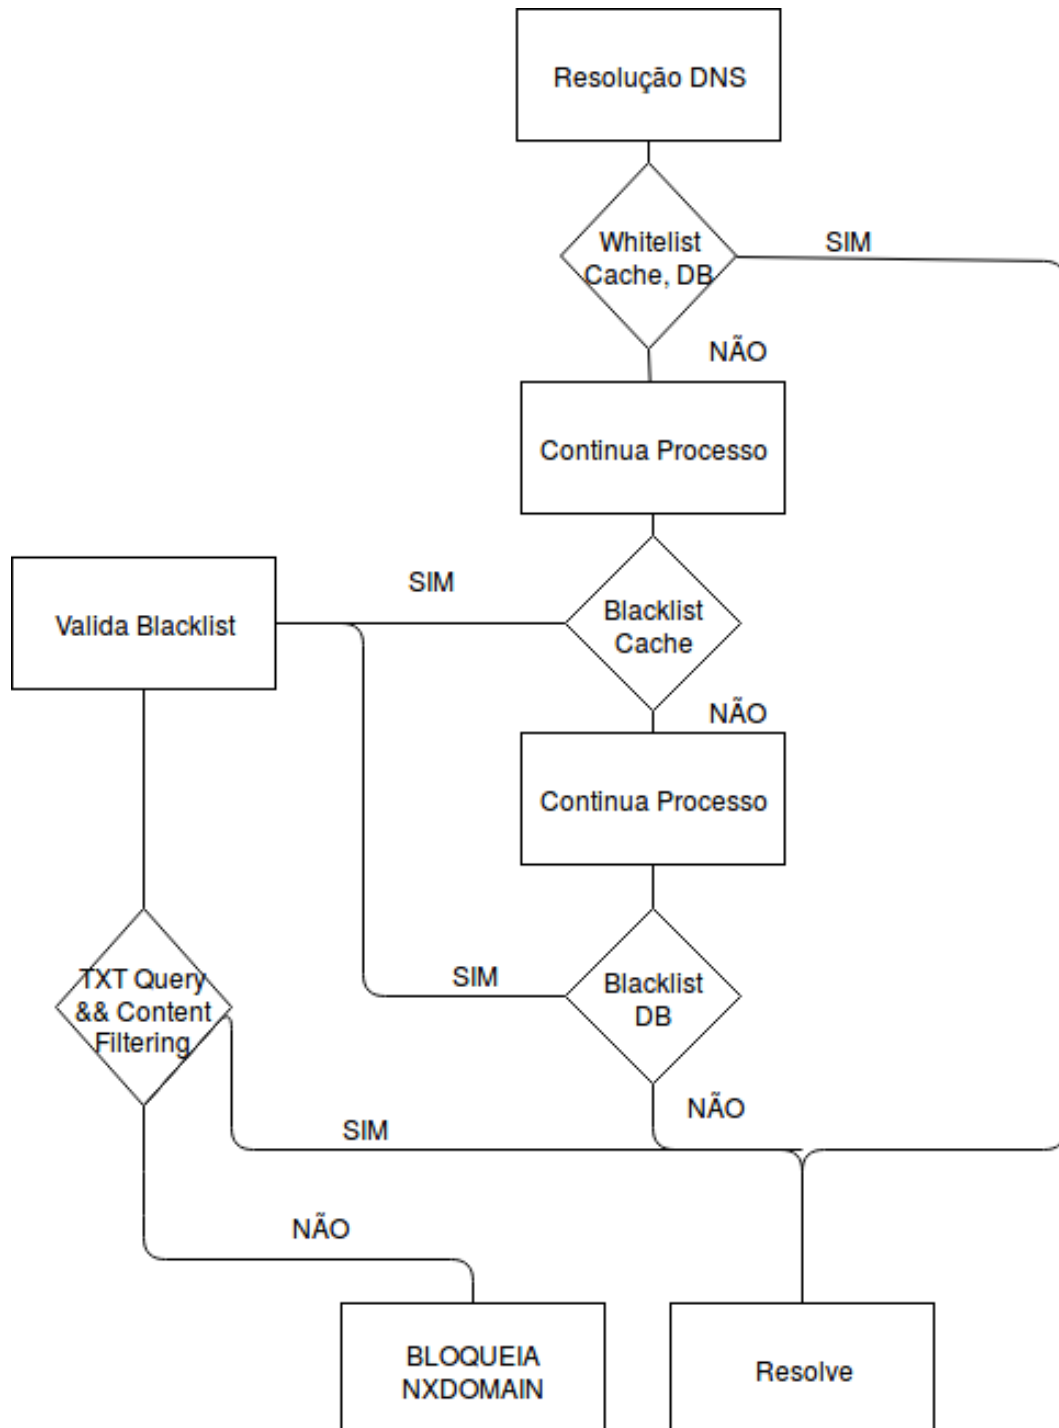 Resolução DNS
Whitelist
Cache, DB
SIM
NÃO
Continua Processo
Blacklist
Cache
SIM
Valida Blacklist
NÃO
Continua Processo
Blacklist
DB
SIM
TXT Query
&& Content
Filtering
NÃO
SIM
NÃO
BLOQUEIA
NXDOMAIN
Resolve